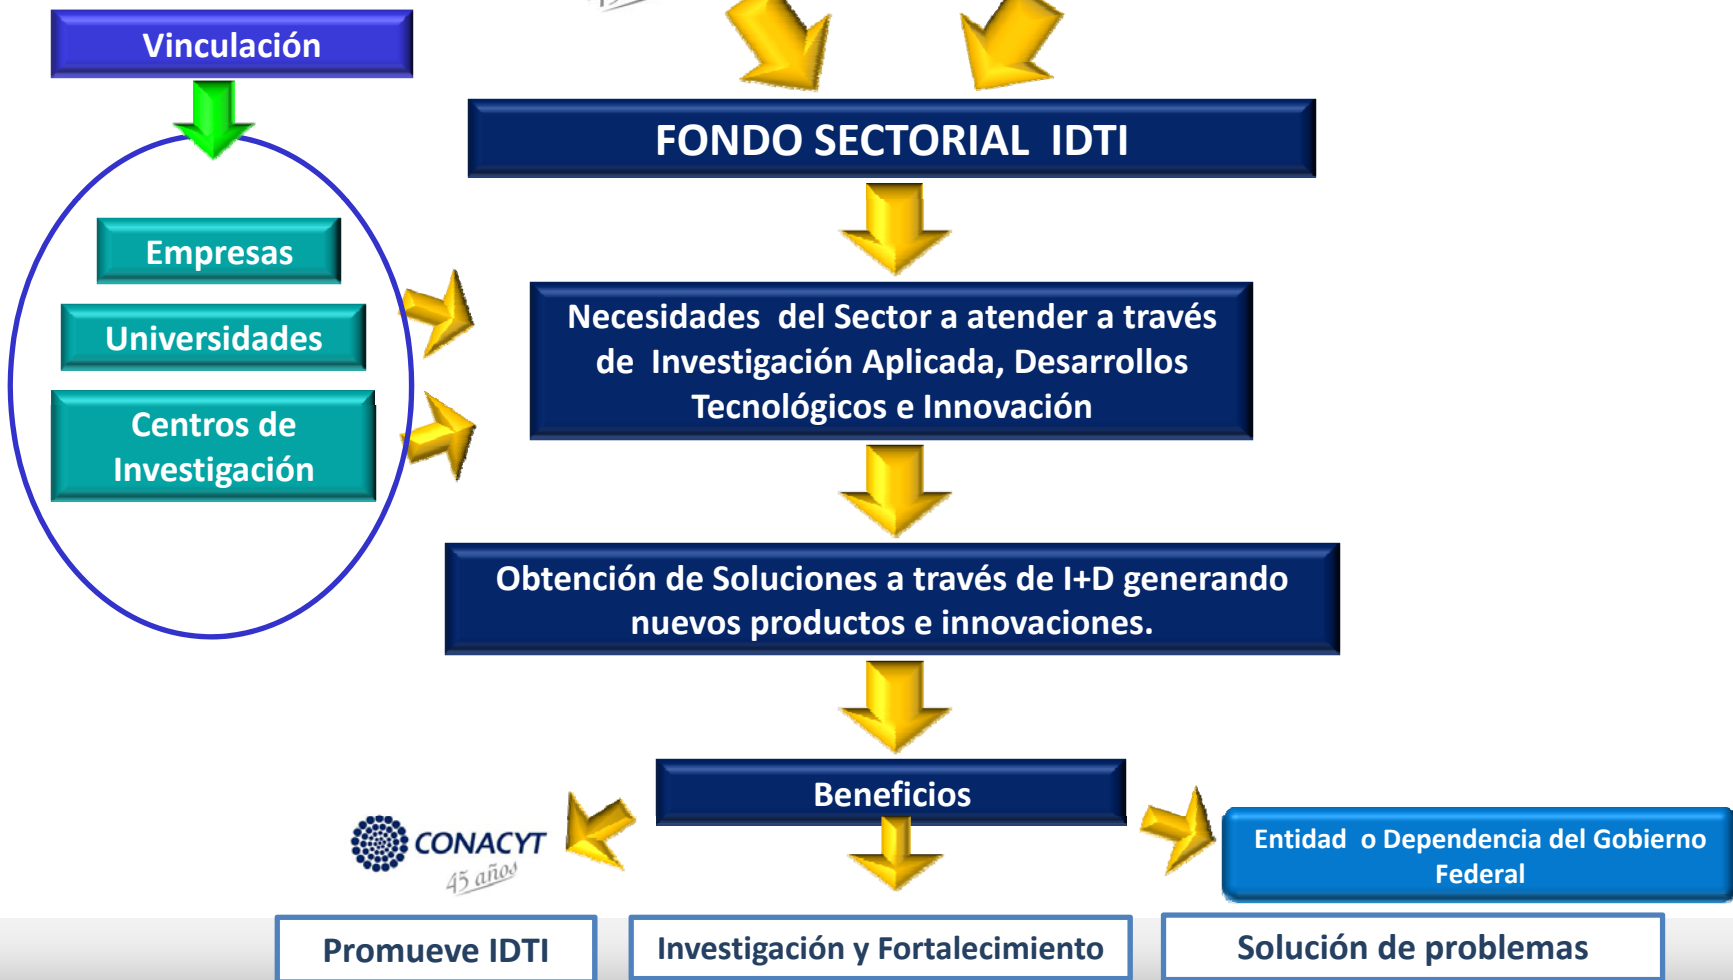 Vinculación
FONDO SECTORIAL IDTI
Empresas
Universidades
Centros de
Investigación
Necesidades del Sector a atender a través
de Investigación Aplicada, Desarrollos
Tecnológicos e Innovación
Obtención de Soluciones a través de I+D generando
nuevos productos e innovaciones.
Beneficios
CONACYT
45 años
Entidad o Dependencia del Gobierno
Federal
Promueve IDTI
Investigación y Fortalecimiento
Solución de problemas